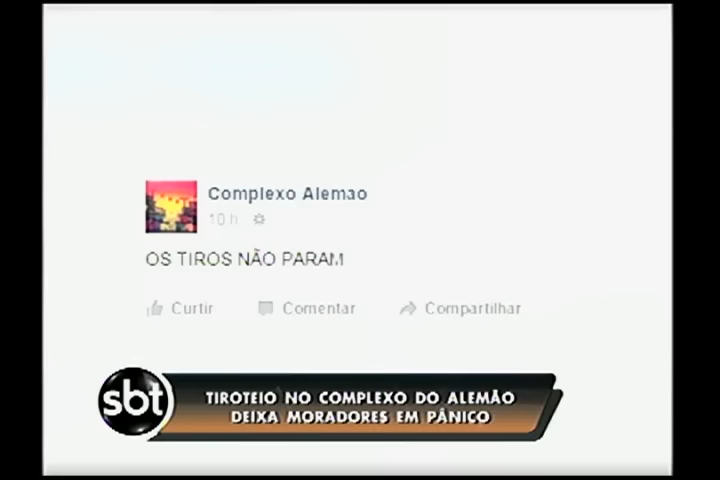 Complexo Alemao
10 h
OS TIROS NÃO PARAM
Curtir Comentar Compartilhar
sbt
TIROTEIO NO COMPLEXO DO ALEMÃO
DEIXA MORADORES EM PÂNICO